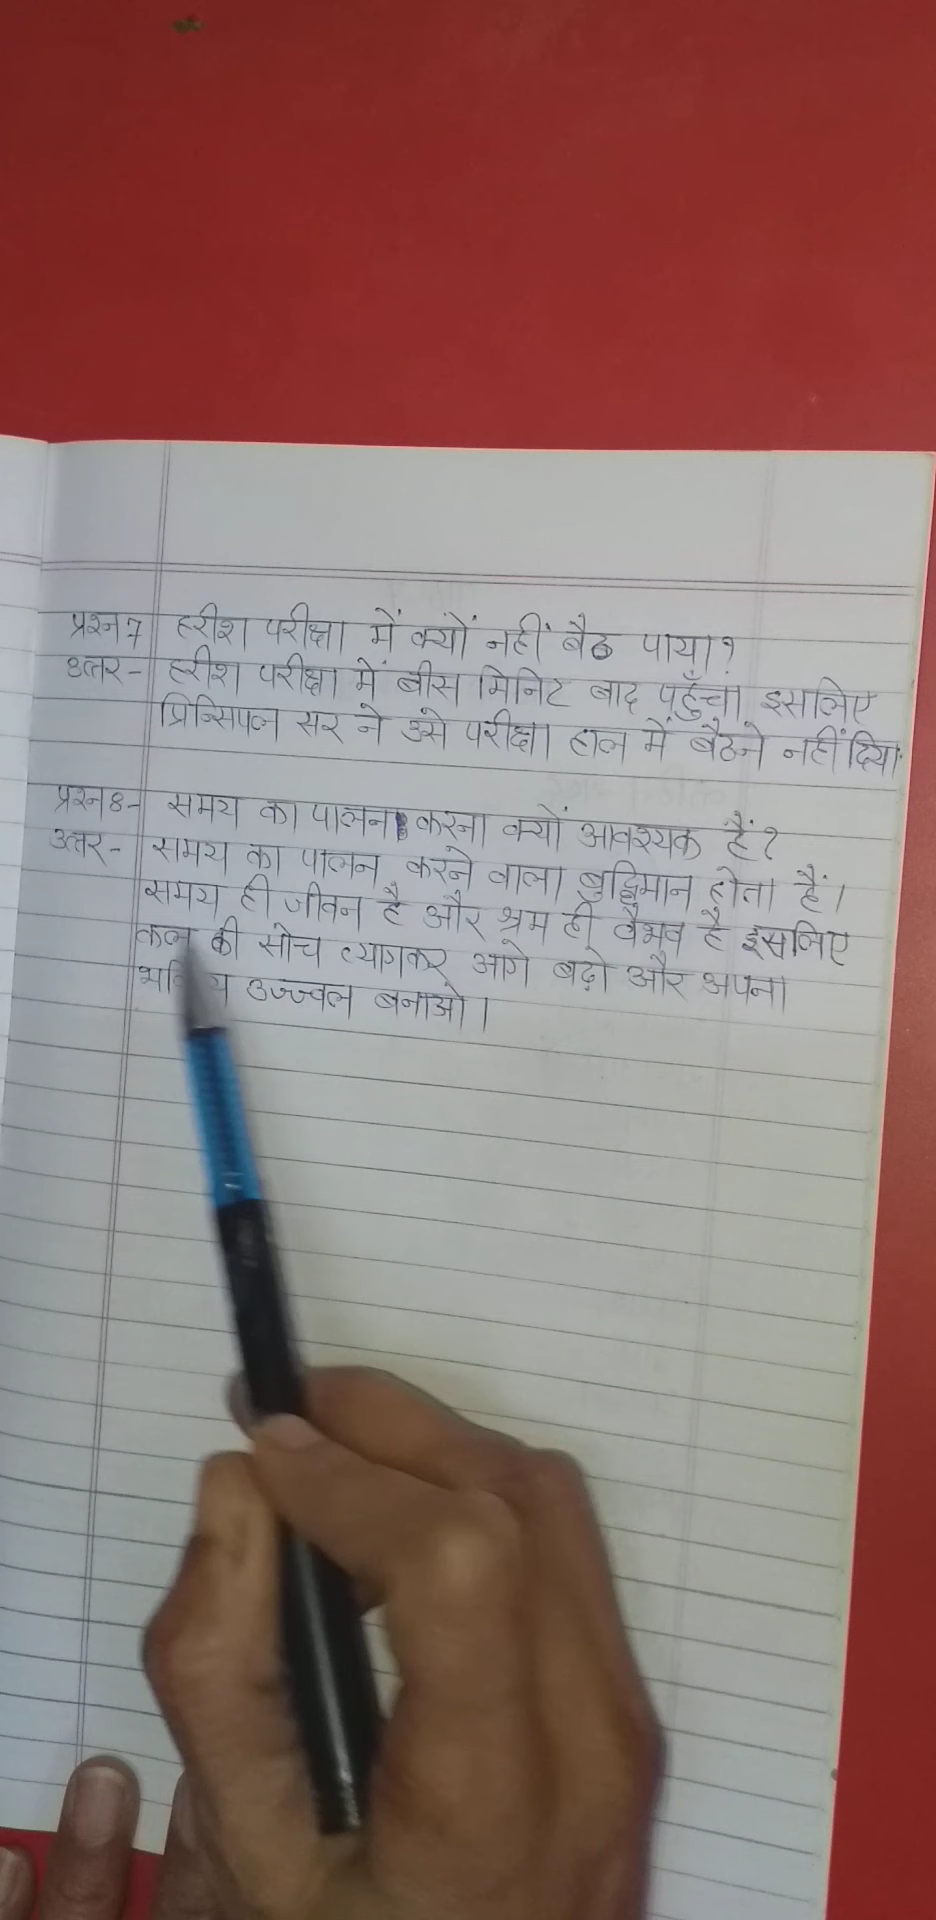 प्रश्न7 हरीश परीक्षा में क्यों नहीं बैठ पाया?
उत्तर- हरीश परीक्षा में बीस मिनिट बाद पहुँचा इसलिए
प्रिन्सिपल सर ने उसे परीक्षा हाल में बैठने नहीं दिया
प्रश्न8- समय का पालन करना क्यों आवश्यक हैं?
उत्तर- समय का पालन करने वाला बुद्धिमान होता हैं।
समय ही जीवन है और श्रम ही वैभव है इसलिए
कल की सोच त्यागकर आगे बढ़ो और अपना
उज्ज्वल बनाओ।